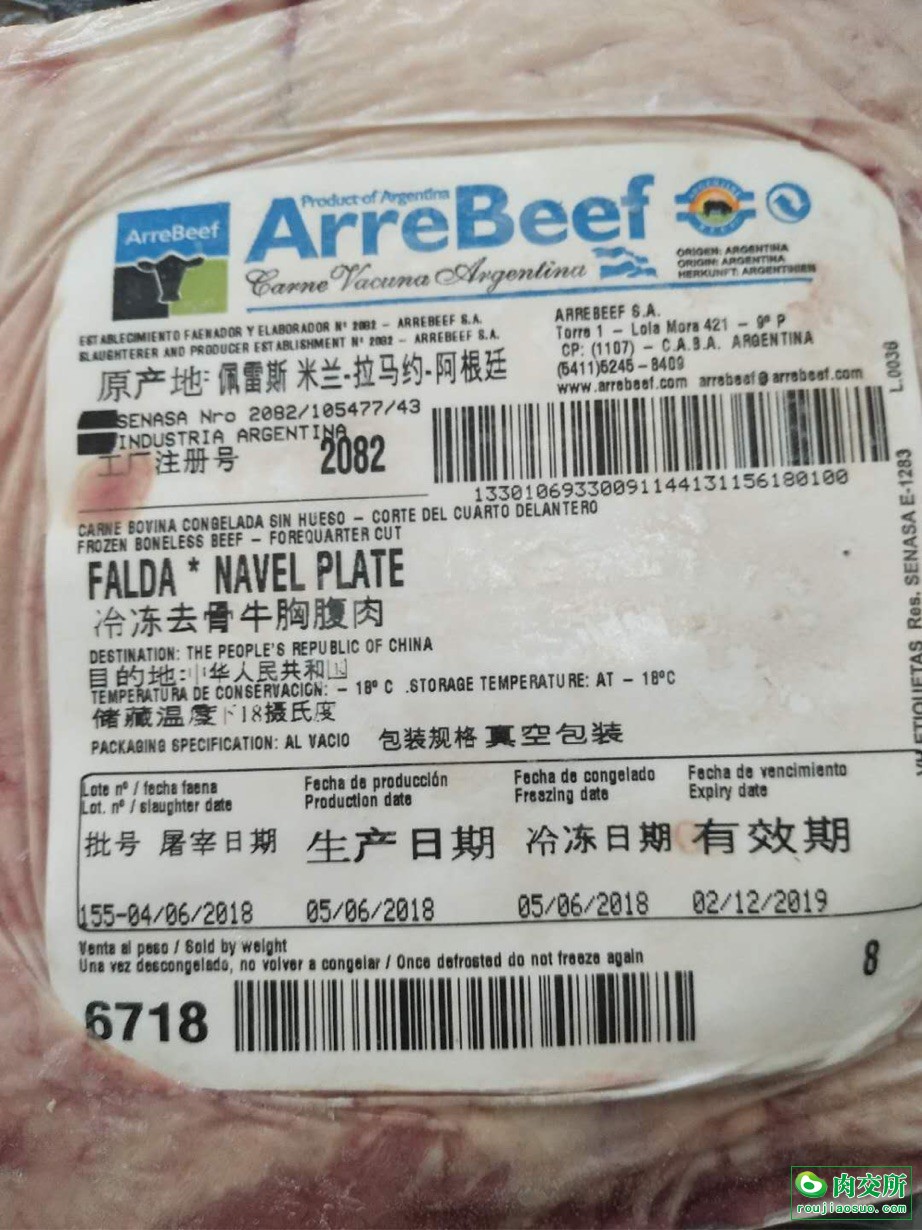 ArreBeef
Product of Argentina
ArreBeef
Carne Vacuna Argentina
ORIGEN: ARGENTINA
ORIGIN: ARGENTINA
HERKUNFT: ARGENTINIEN
ESTABLECIMIENTO FAENADOR Y ELABORADOR Nº 2082 – ARREBEEF S.A.
SLAUGHTERER AND PRODUCER ESTABLISHMENT Nº 2082 – ARREBEEF S.A.
ARREBEEF S.A.
Torre 1 – Lola Mora 421 – 9º P
CP: (1107) – C.A.B.A. ARGENTINA
(5411)5245-8409
www.arrebeef.com arrebeef@arrebeef.com
原产地: 佩雷斯 米兰-拉马约-阿根廷
SENASA Nro 2082/105477/43
INDUSTRIA ARGENTINA
工厂注册号 2082
1330106933009114413115618010​0
L.0036
ETIQUETAS Res. SENASA E-1283
CARNE BOVINA CONGELADA SIN HUESO – CORTE DEL CUARTO DELANTERO
FROZEN BONELESS BEEF – FOREQUARTER CUT
FALDA * NAVEL PLATE
冷冻去骨牛胸腹肉
DESTINATION: THE PEOPLE'S REPUBLIC OF CHINA
目的地:中华人民共和国
TEMPERATURA DE CONSERVACION: – 18º C .STORAGE TEMPERATURE: AT – 18ºC
储藏温度下18摄氏度
PACKAGING SPECIFICATION: AL VACIO 包装规格 真空包装
Lote nº / fecha faena
Lot. nº / slaughter date
批号 屠宰日期
155-04/06/2018
Fecha de producción
Production date
生产日期
05/06/2018
Fecha de congelado
Freezing date
冷冻日期
05/06/2018
Fecha de vencimiento
Expiry date
有效期
02/12/2019
Venta al peso / Sold by weight
Una vez descongelado, no volver a congelar / Once defrosted do not freeze again
8
6718
肉交所
roujiaosuo.com